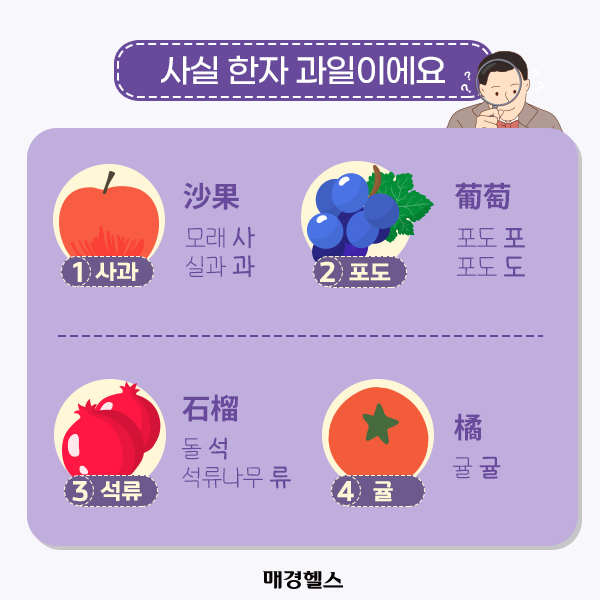 사실 한자 과일이에요
沙果
모래 사
실과 과
1 사과
葡萄
포도 포
포도 도
2 포도
石榴
돌 석
석류나무 류
3 석류
橘
귤 귤
4 귤
매경헬스